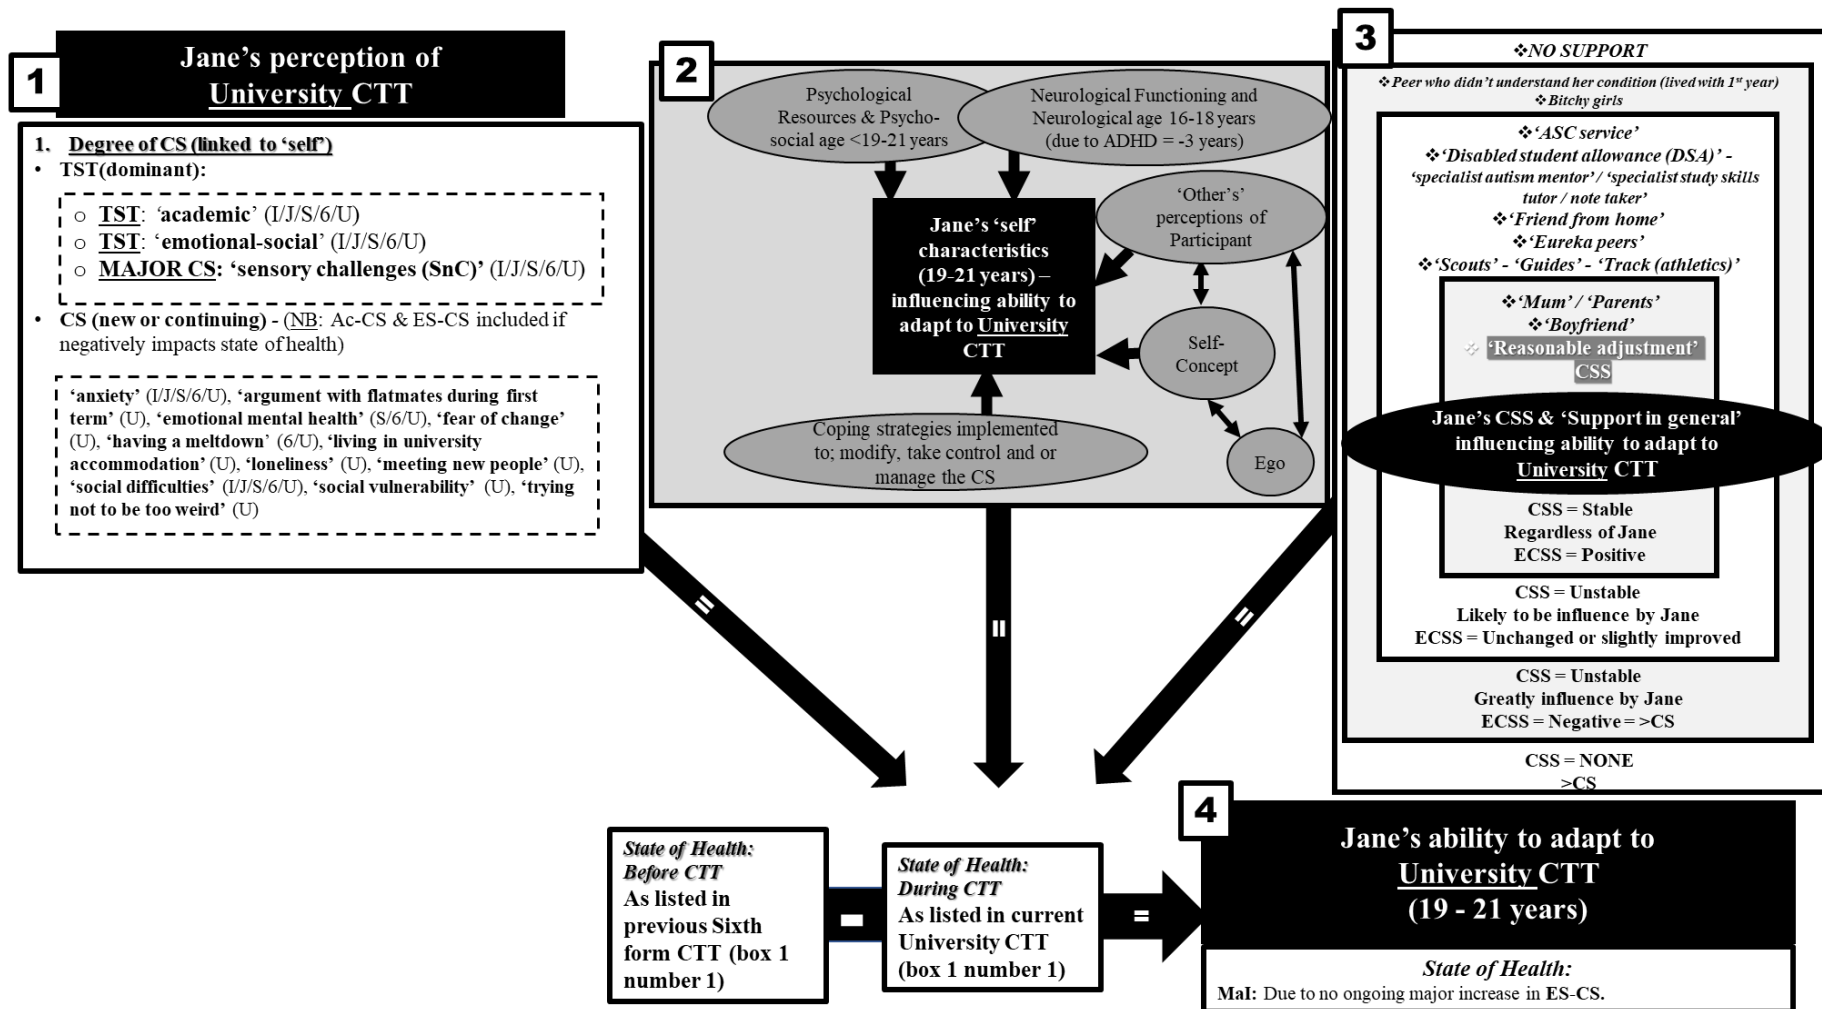 1
Jane’s perception of
University CTT
1. Degree of CS (linked to ‘self’)
• TST(dominant):
o TST: ‘academic’ (I/J/S/6/U)
o TST: ‘emotional-social’ (I/J/S/6/U)
o MAJOR CS: ‘sensory challenges (SnC)’ (I/J/S/6/U)
• CS (new or continuing) - (NB: Ac-CS & ES-CS included if
negatively impacts state of health)
‘anxiety’ (I/J/S/6/U), ‘argument with flatmates during first
term’ (U), ‘emotional mental health’ (S/6/U), ‘fear of change’
(U), ‘having a meltdown’ (6/U), ‘living in university
accommodation’ (U), ‘loneliness’ (U), ‘meeting new people’ (U),
‘social difficulties’ (I/J/S/6/U), ‘social vulnerability’ (U), ‘trying
not to be too weird’ (U)
2
Psychological
Resources & Psycho-
social age <19-21 years
Neurological Functioning and
Neurological age 16-18 years
(due to ADHD = -3 years)
Jane’s ‘self’
characteristics
(19-21 years) –
influencing ability to
adapt to University
CTT
‘Other’s’
perceptions of
Participant
Self-
Concept
Ego
Coping strategies implemented
to; modify, take control and or
manage the CS
3
❖NO SUPPORT
❖Peer who didn’t understand her condition (lived with 1st year)
❖Bitchy girls
❖‘ASC service’
❖‘Disabled student allowance (DSA)’ -
‘specialist autism mentor’ / ‘specialist study skills
tutor / note taker’
❖‘Friend from home’
❖‘Eureka peers’
❖‘Scouts’ - ‘Guides’ - ‘Track (athletics)’
❖‘Mum’ / ‘Parents’
❖‘Boyfriend’
❖‘Reasonable adjustment’
CSS
Jane’s CSS & ‘Support in general’
influencing ability to adapt to
University CTT
CSS = Stable
Regardless of Jane
ECSS = Positive
CSS = Unstable
Likely to be influence by Jane
ECSS = Unchanged or slightly improved
CSS = Unstable
Greatly influence by Jane
ECSS = Negative = >CS
CSS = NONE
>CS
=
=
=
State of Health:
Before CTT
As listed in
previous Sixth
form CTT (box 1
number 1)
-
State of Health:
During CTT
As listed in current
University CTT
(box 1 number 1)
=
4
Jane’s ability to adapt to
University CTT
(19 - 21 years)
State of Health:
MaI: Due to no ongoing major increase in ES-CS.